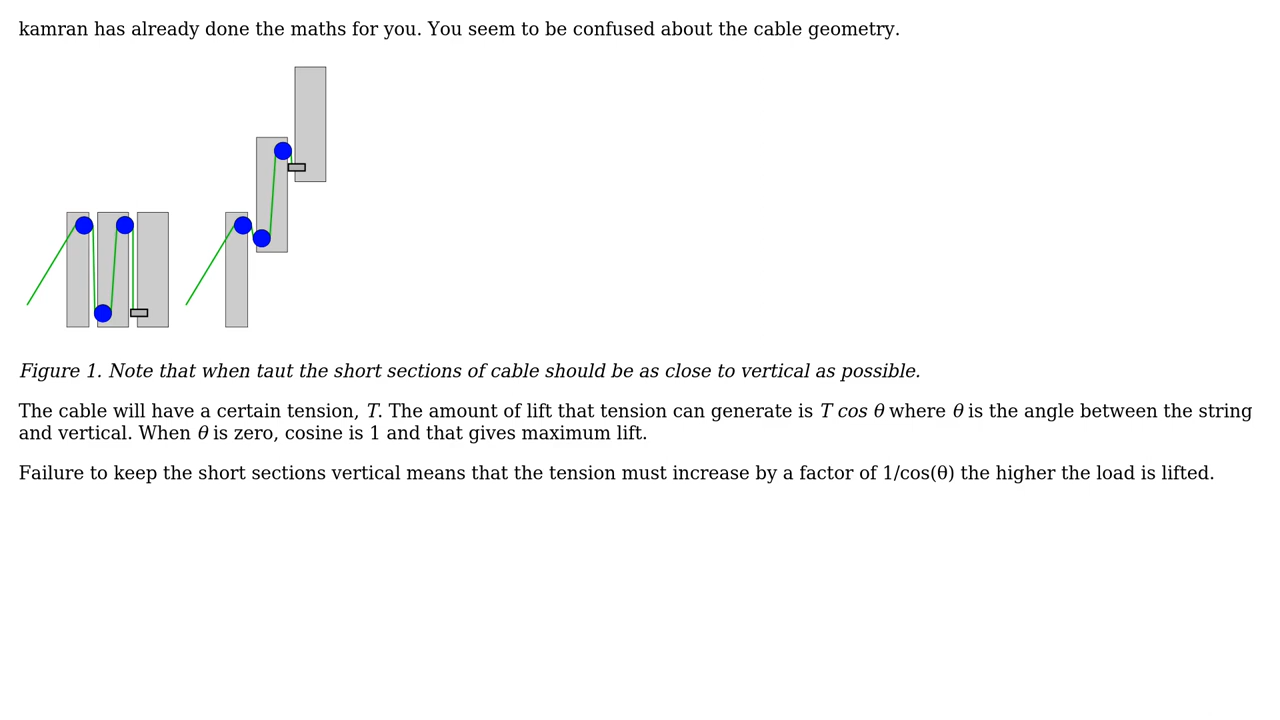 kamran has already done the maths for you. You seem to be confused about the cable geometry.
Figure 1. Note that when taut the short sections of cable should be as close to vertical as possible.
The cable will have a certain tension, T. The amount of lift that tension can generate is T cos θ where θ is the angle between the string
and vertical. When θ is zero, cosine is 1 and that gives maximum lift.
Failure to keep the short sections vertical means that the tension must increase by a factor of 1/cos(θ) the higher the load is lifted.